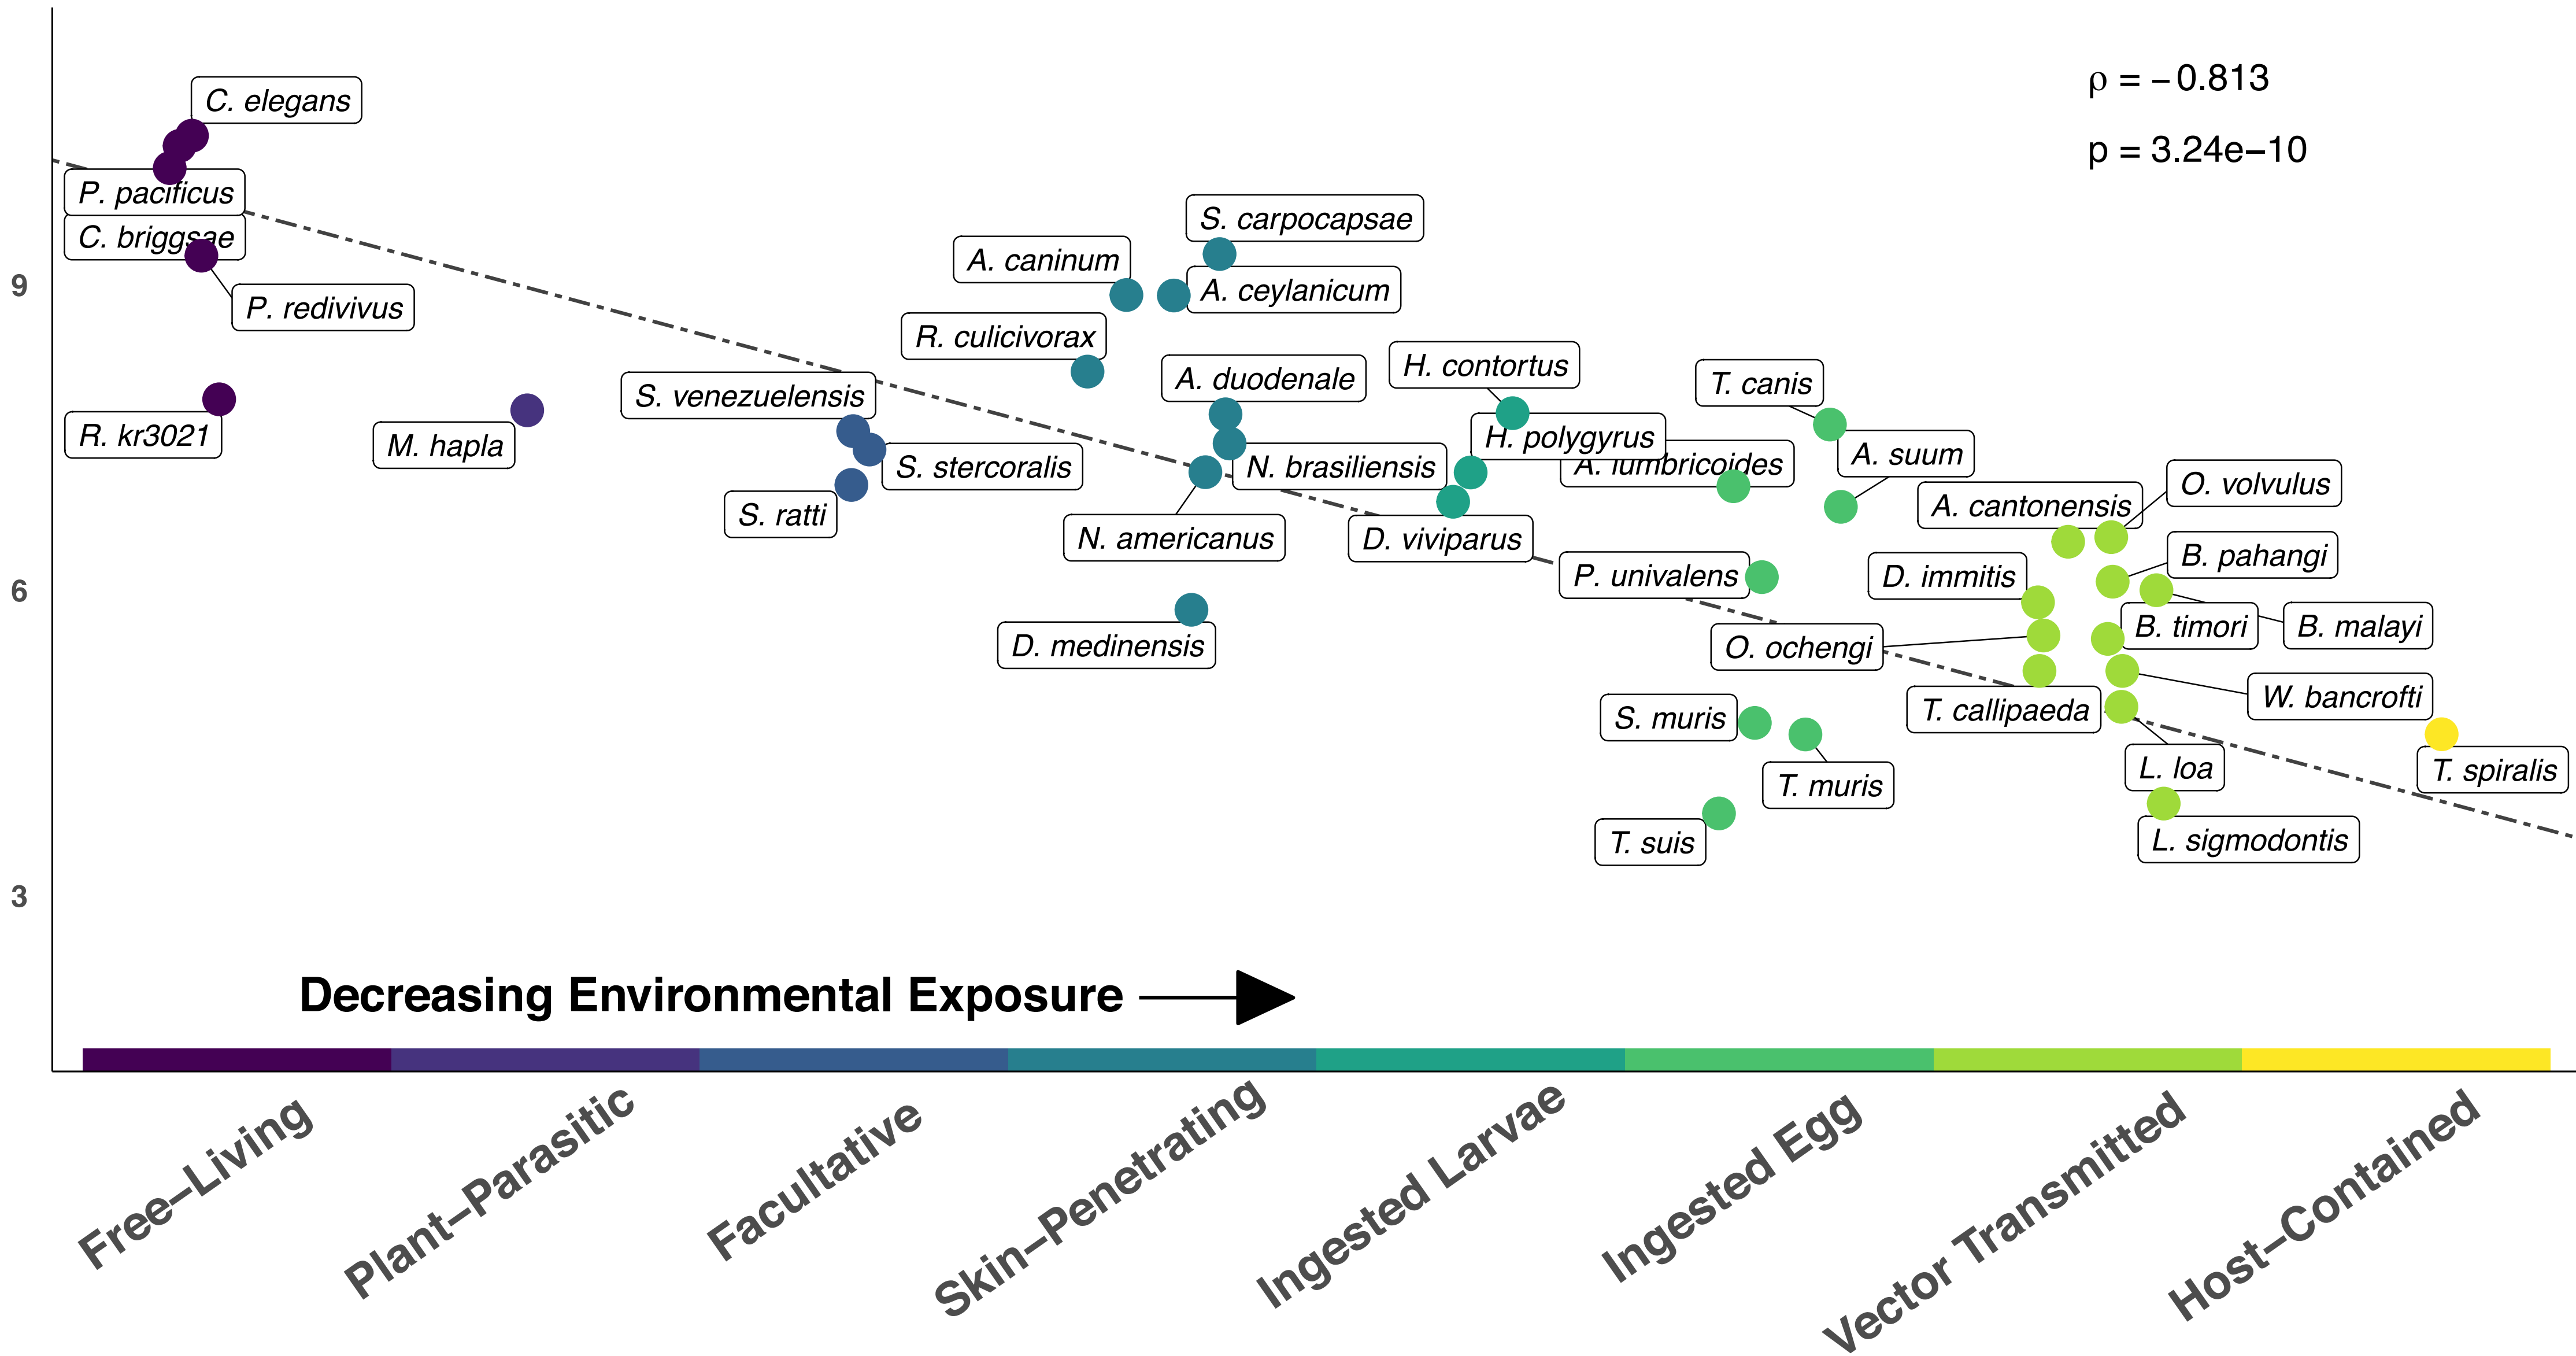 C. elegans
ρ = −0.813
p = 3.24e−10
P. pacificus
S. carpocapsae
C. briggsae
A. caninum
9
A. ceylanicum
P. redivivus
R. culicivorax
H. contortus
A. duodenale
T. canis
S. venezuelensis
R. kr3021
M. hapla
H. polygyrus
A. suum
S. stercoralis
N. brasiliensis
A. lumbricoides
O. volvulus
A. cantonensis
S. ratti
N. americanus
D. viviparus
B. pahangi
P. univalens
D. immitis
6
B. timori
B. malayi
D. medinensis
O. ochengi
W. bancrofti
S. muris
T. callipaeda
L. loa
T. spiralis
T. muris
T. suis
L. sigmodontis
3
Decreasing Environmental Exposure
Free−Living
Plant−Parasitic
Facultative
Skin−Penetrating
Ingested Larvae
Ingested Egg
Vector Transmitted
Host−Contained